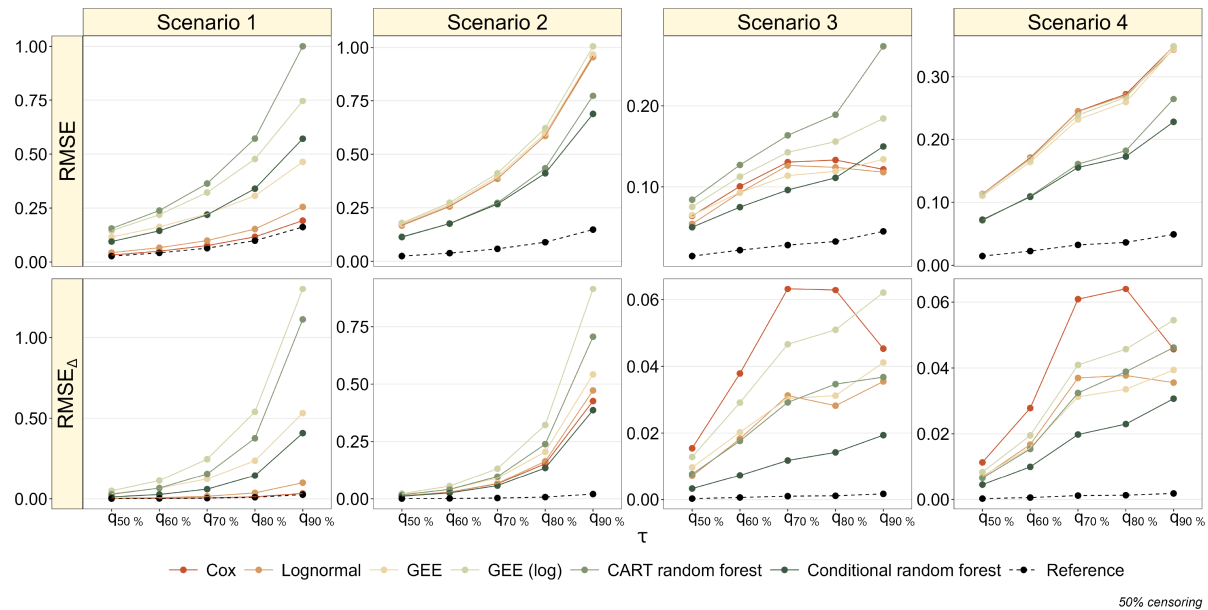 Scenario 1
Scenario 2
Scenario 3
Scenario 4
RMSE
1.00
0.75
0.50
0.25
0.00
1.00
0.75
0.50
0.25
0.00
0.20
0.10
0.30
0.20
0.10
0.00
RMSE_Δ
1.00
0.50
0.00
0.75
0.50
0.25
0.00
0.06
0.04
0.02
0.00
0.06
0.04
0.02
0.00
q50 % q60 % q70 % q80 % q90 %
q50 % q60 % q70 % q80 % q90 %
q50 % q60 % q70 % q80 % q90 %
q50 % q60 % q70 % q80 % q90 %
τ
Cox Lognormal GEE GEE (log) CART random forest Conditional random forest Reference
50% censoring